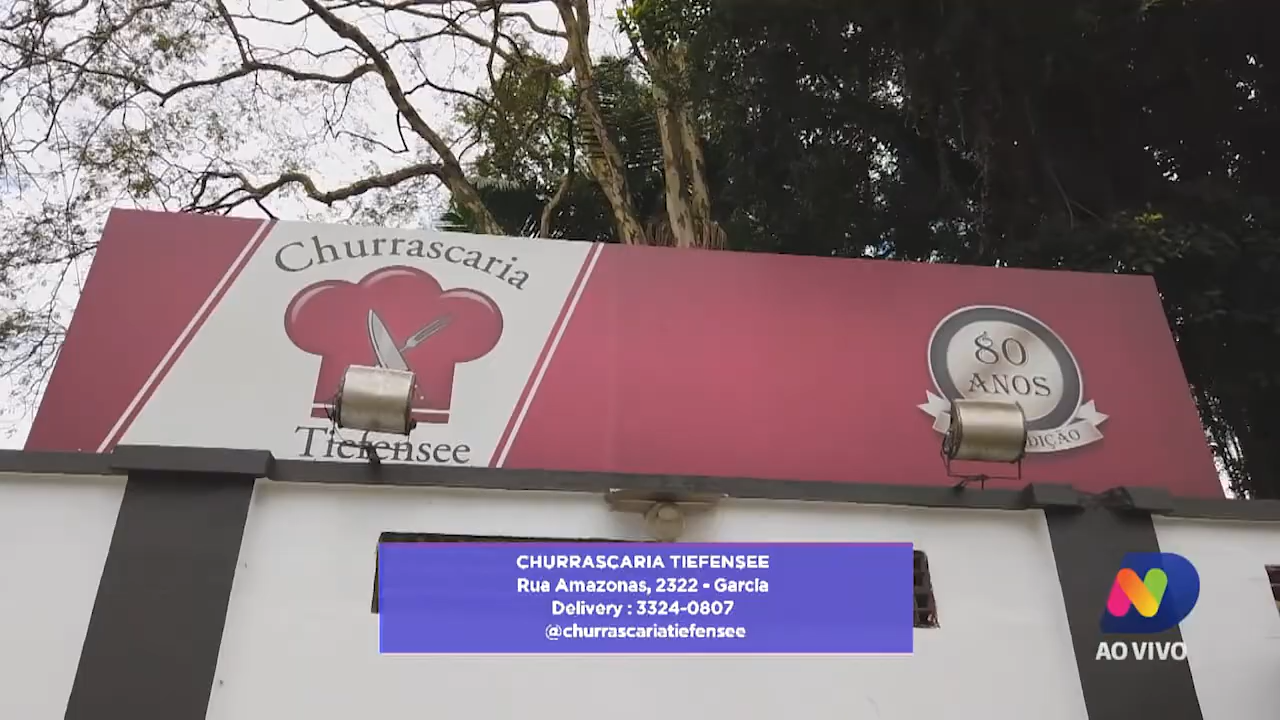 Churrascaria
Tiefensee
80
ANOS
CHURRASCARIA TIEFENSEE
Rua Amazonas, 2322 - Garcia
Delivery : 3324-0807
@churrascariatiefensee
AO VIVO